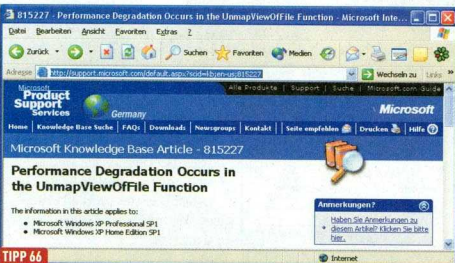 815227 - Performance Degradation Occurs in the UnmapViewOfFile Function - Microsoft Inte...
Datei Bearbeiten Ansicht Favoriten Extras ?
Zurück Suchen Favoriten Medien
Adresse http://support.microsoft.com/default.aspx?scid=kb;en-us;815227 Wechseln zu Links »
Alle Produkte | Support | Suche | Microsoft.com Guide
Microsoft
Product
Support
Services Germany Microsoft
Home | Knowledge Base Suche | FAQs | Downloads | Newsgroups | Kontakt | Seite empfehlen | Drucken | Hilfe ?
Microsoft Knowledge Base Article - 815227
Performance Degradation Occurs in
the UnmapViewOfFile Function
The information in this article applies to:
• Microsoft Windows XP Professional SP1
• Microsoft Windows XP Home Edition SP1
Anmerkungen?
• Haben Sie Anmerkungen zu
diesem Artikel? Klicken Sie bitte
hier.
Internet
TIPP 66